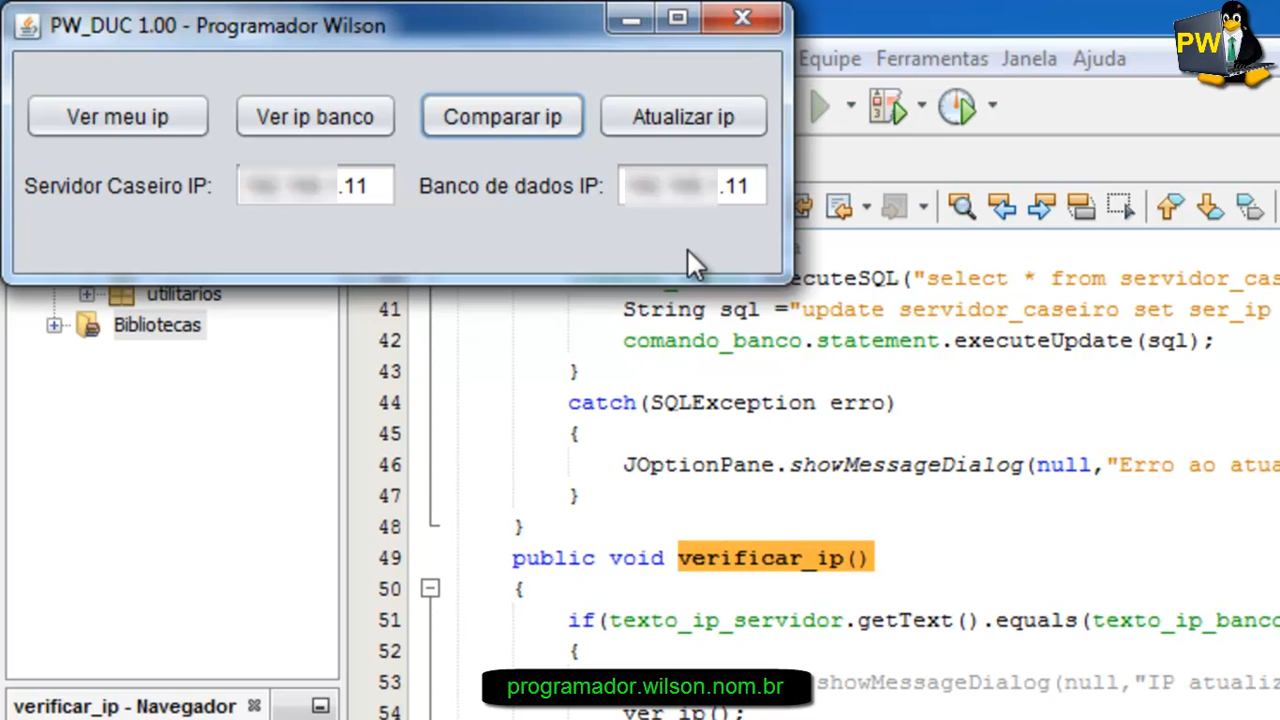 PW_DUC 1.00 - Programador Wilson
PW
Equipe Ferramentas Janela Ajuda
Ver meu ip Ver ip banco Comparar ip Atualizar ip
Servidor Caseiro IP: .11 Banco de dados IP: .11
utilitarios
Bibliotecas
ecuteSQL("select * from servidor_cas
41 String sql ="update servidor_caseiro set ser_ip
42 comando_banco.statement.executeUpdate(sql);
43 }
44 catch(SQLException erro)
45 {
46 JOptionPane.showMessageDialog(null,"Erro ao atua
47 }
48 }
49 public void verificar_ip()
50 {
51 if(texto_ip_servidor.getText().equals(texto_ip_banco
52 {
53 showMessageDialog(null,"IP atualiz
54 ver ip();
programador.wilson.nom.br
verificar_ip - Navegador